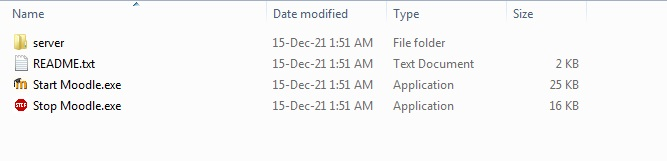 Name Date modified Type Size
server 15-Dec-21 1:51 AM File folder
README.txt 15-Dec-21 1:51 AM Text Document 2 KB
Start Moodle.exe 15-Dec-21 1:51 AM Application 25 KB
STOP Stop Moodle.exe 15-Dec-21 1:51 AM Application 16 KB